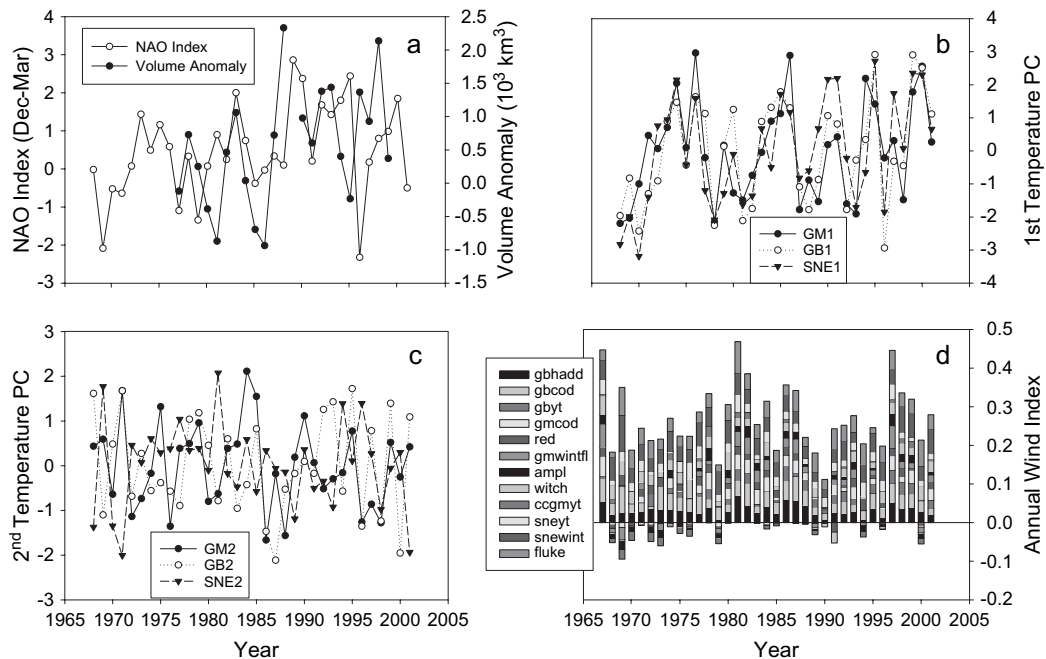 a
NAO Index
Volume Anomaly
NAO Index (Dec-Mar)
4
3
2
1
0
-1
-2
-3
2.5
2.0
1.5
1.0
0.5
0.0
-0.5
-1.0
-1.5
Volume Anomaly (10³ km³)
b
4
3
2
1
0
-1
-2
-3
-4
1st Temperature PC
GM1
GB1
SNE1
c
2nd Temperature PC
3
2
1
0
-1
-2
-3
GM2
GB2
SNE2
1965 1970 1975 1980 1985 1990 1995 2000 2005
Year
d
gbhadd
gbcod
gbyt
gmcod
red
gmwintfl
ampl
witch
ccgmyt
sneyt
snewint
fluke
0.5
0.4
0.3
0.2
0.1
0.0
-0.1
-0.2
Annual Wind Index
1965 1970 1975 1980 1985 1990 1995 2000 2005
Year